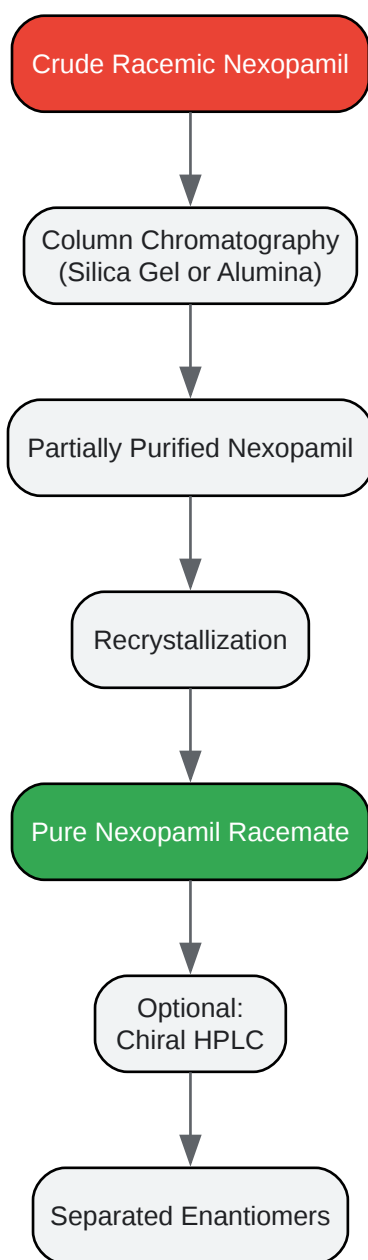 Crude Racemic Nexopamil
Column Chromatography
(Silica Gel or Alumina)
Partially Purified Nexopamil
Recrystallization
Pure Nexopamil Racemate
Optional:
Chiral HPLC
Separated Enantiomers